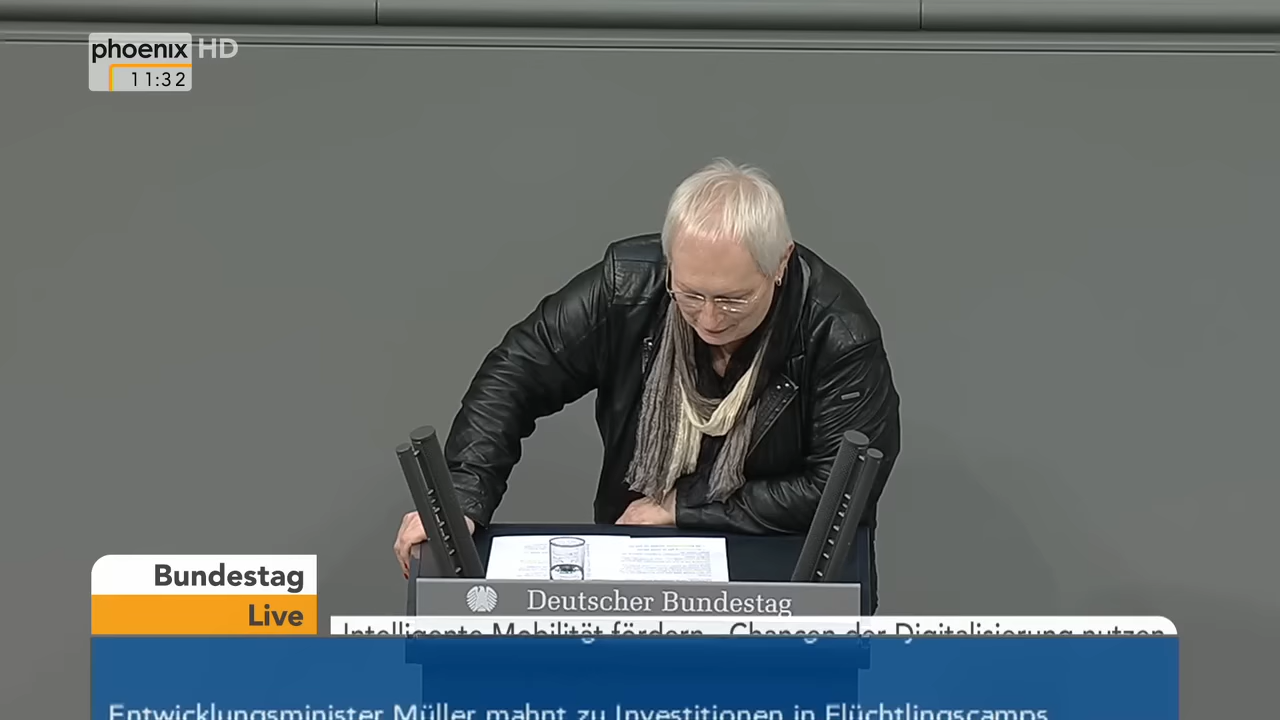 phoenix HD
11:32
Deutscher Bundestag
Bundestag
Live
Intelligente Mobilität fördern – Chancen der Digitalisierung nutzen
Entwicklungsminister Müller mahnt zu Investitionen in Flüchtlingscamps